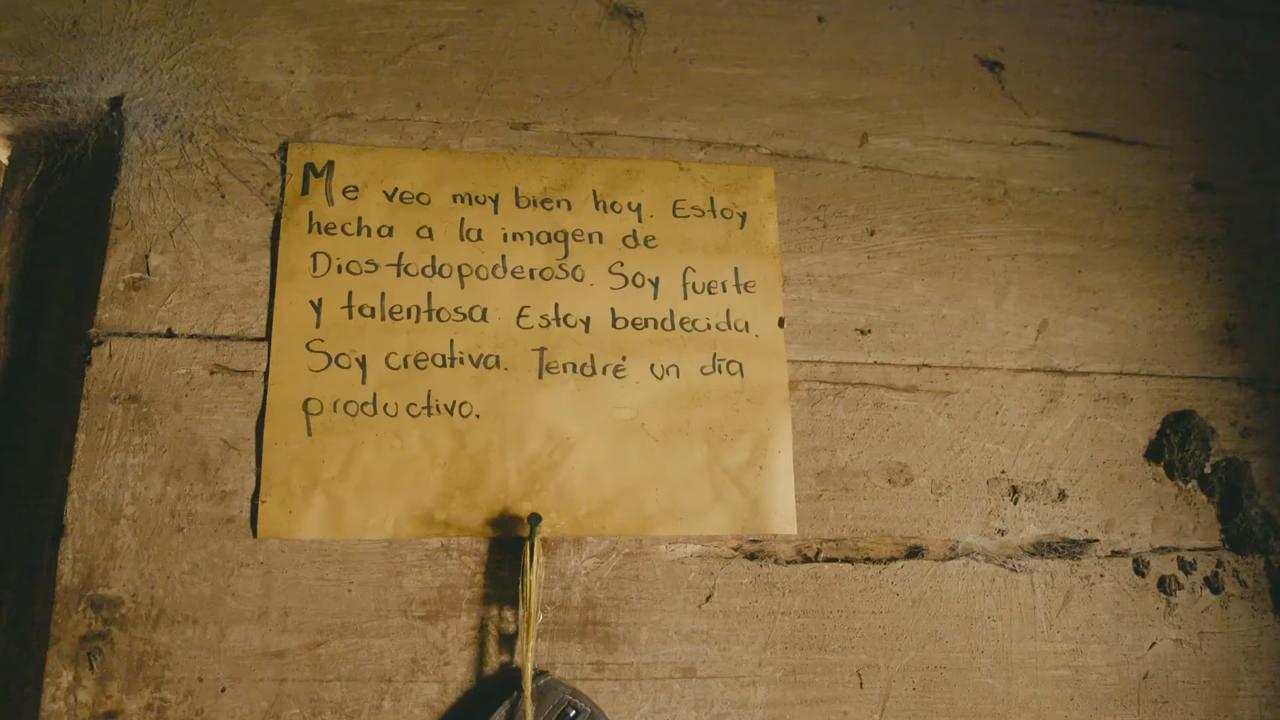 Me veo muy bien hoy. Estoy
hecha a la imagen de
Dios todopoderoso. Soy fuerte
y talentosa. Estoy bendecida.
Soy creativa. Tendré un día
productivo.